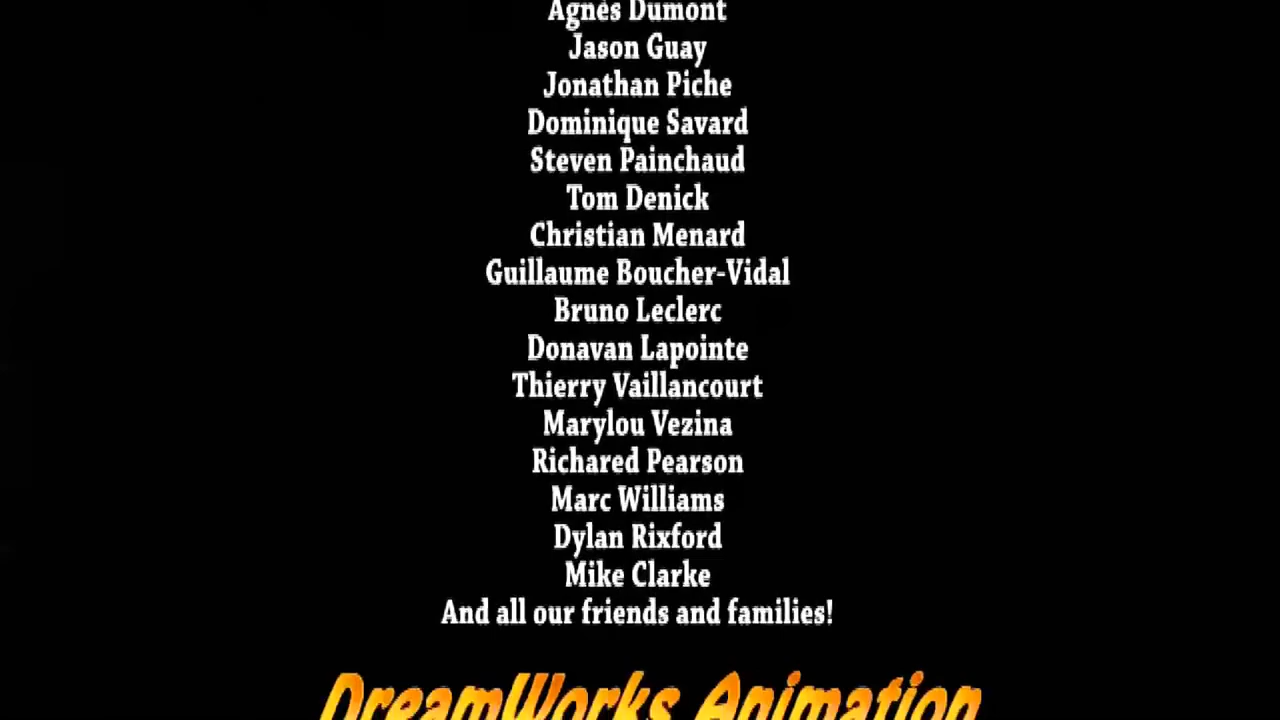 Agnès Dumont
Jason Guay
Jonathan Piche
Dominique Savard
Steven Painchaud
Tom Denick
Christian Menard
Guillaume Boucher-Vidal
Bruno Leclerc
Donavan Lapointe
Thierry Vaillancourt
Marylou Vezina
Richared Pearson
Marc Williams
Dylan Rixford
Mike Clarke
And all our friends and families!
DreamWorks Animation